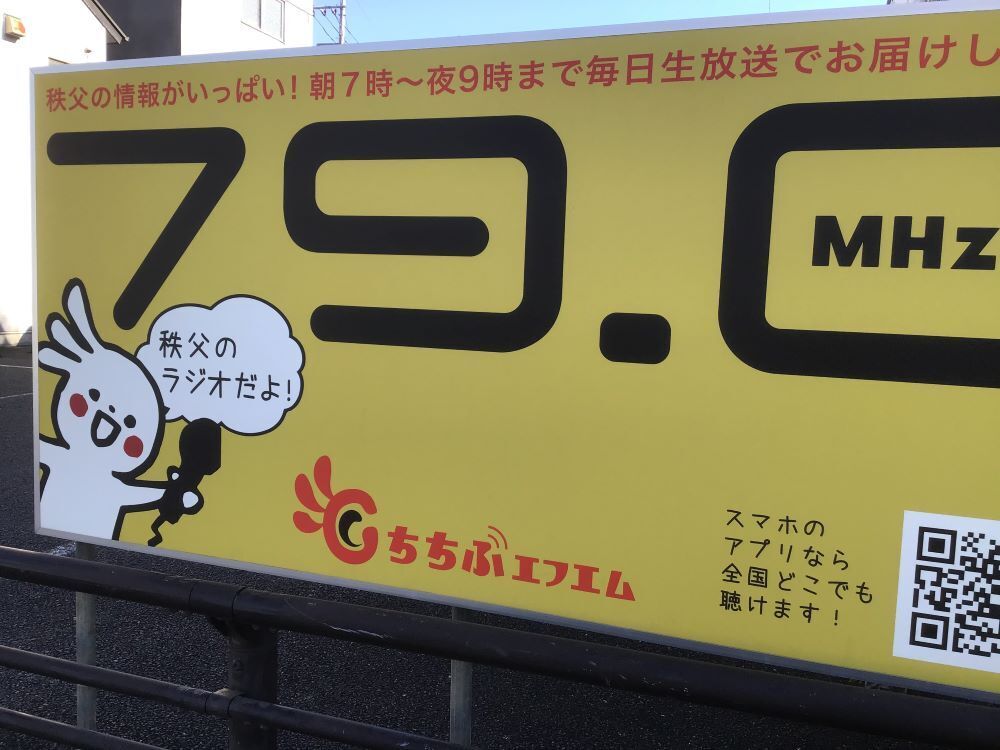 秩父の情報がいっぱい！朝７時～夜９時まで毎日生放送でお届けし
79.0
MHz
秩父の
ラジオだよ!
ちちぶエフエム
スマホの
アプリなら
全国どこでも
聴けます！